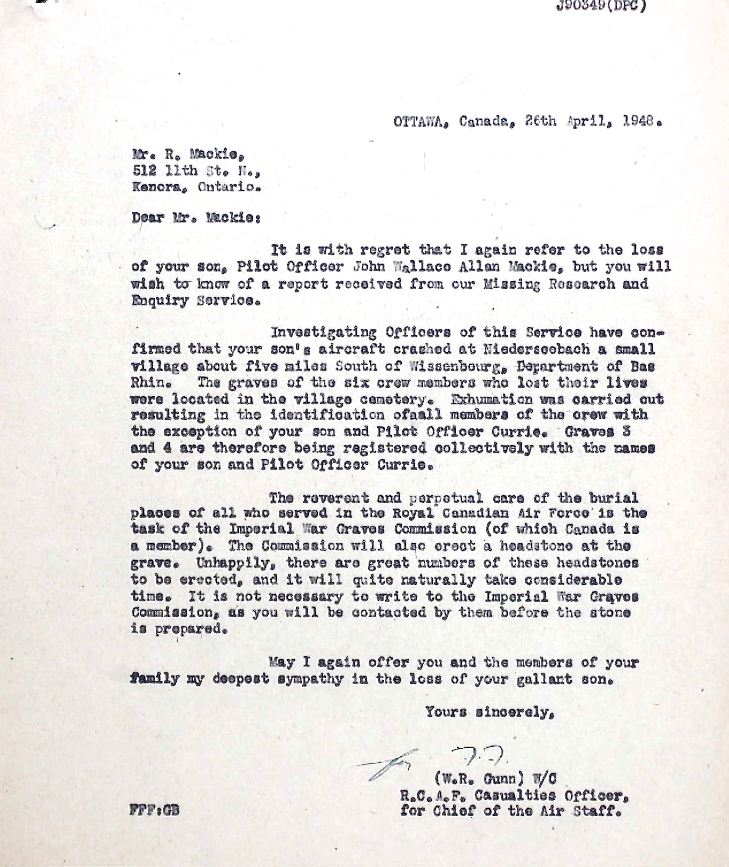 J90349(DPC)
OTTAWA, Canada, 26th April, 1948.
Mr. R. Mackie,
512 11th St. N.,
Kenora, Ontario.
Dear Mr. Mackie:
It is with regret that I again refer to the loss
of your son, Pilot Officer John Wallace Allan Mackie, but you will
wish to know of a report received from our Missing Research and
Enquiry Service.
Investigating Officers of this Service have con-
firmed that your son's aircraft crashed at Niederseebach a small
village about five miles South of Wissenbourg, Department of Bas
Rhin. The graves of the six crew members who lost their lives
were located in the village cemetery. Exhumation was carried out
resulting in the identification ofaall members of the crew with
the exception of your son and Pilot Officer Currie. Graves 3
and 4 are therefore being registered collectively with the names
of your son and Pilot Officer Currie.
The reverent and perpetual care of the burial
places of all who served in the Royal Canadian Air Force is the
task of the Imperial War Graves Commission (of which Canada is
a member). The Commission will also erect a headstone at the
grave. Unhappily, there are great numbers of these headstones
to be erected, and it will quite naturally take considerable
time. It is not necessary to write to the Imperial War Graves
Commission, as you will be contacted by them before the stone
is prepared.
May I again offer you and the members of your
family my deepest sympathy in the loss of your gallant son.
Yours sincerely,
for
(W.R. Gunn) W/C
R.C.A.F. Casualties Officer,
for Chief of the Air Staff.
FFF:GB